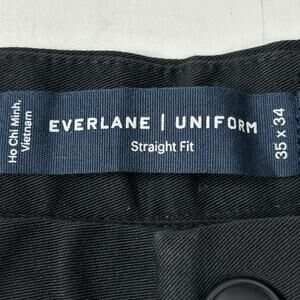 Ho Chi Minh,
Vietnam
EVERLANE | UNIFORM
Straight Fit
35 x 34